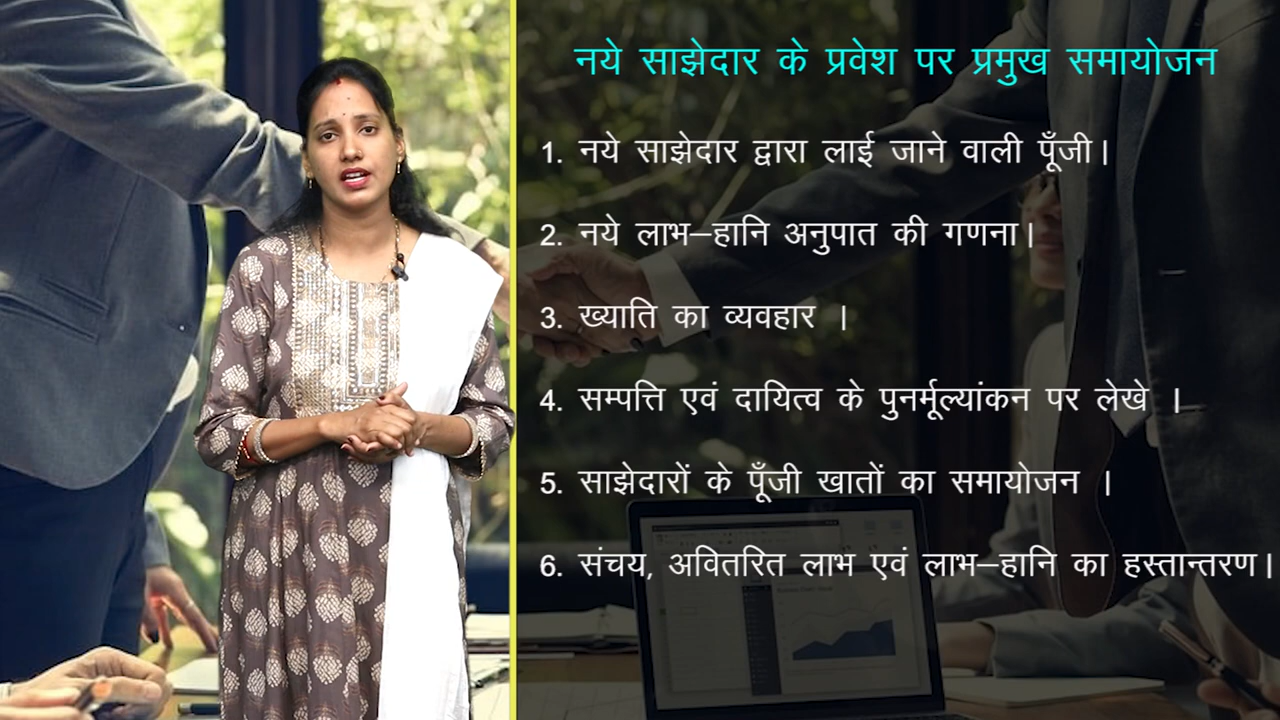 नये साझेदार के प्रवेश पर प्रमुख समायोजन
1. नये साझेदार द्वारा लाई जाने वाली पूँजी।
2. नये लाभ–हानि अनुपात की गणना।
3. ख्याति का व्यवहार ।
4. सम्पत्ति एवं दायित्व के पुनर्मूल्यांकन पर लेखे ।
5. साझेदारों के पूँजी खातों का समायोजन ।
6. संचय, अवितरित लाभ एवं लाभ–हानि का हस्तान्तरण।